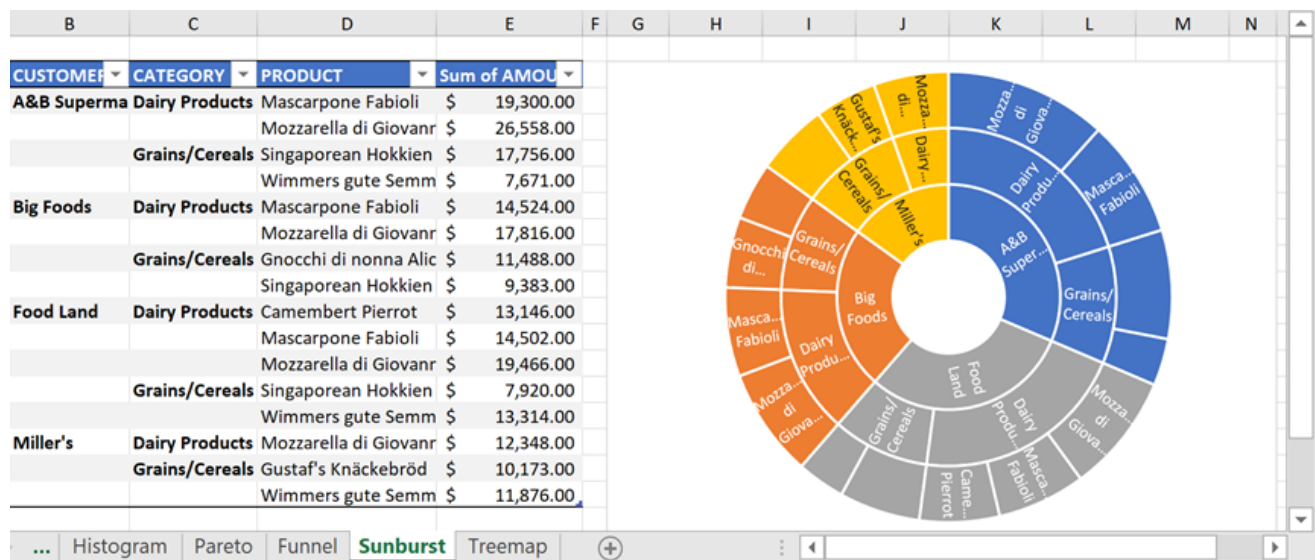 B C D E F G H I J K L M N
CUSTOMER CATEGORY PRODUCT Sum of AMOU
A&B Superma Dairy Products Mascarpone Fabioli $ 19,300.00
Mozzarella di Giovanr $ 26,558.00
Grains/Cereals Singaporean Hokkien $ 17,756.00
Wimmers gute Semm $ 7,671.00
Big Foods Dairy Products Mascarpone Fabioli $ 14,524.00
Mozzarella di Giovanr $ 17,816.00
Grains/Cereals Gnocchi di nonna Alic $ 11,488.00
Singaporean Hokkien $ 9,383.00
Food Land Dairy Products Camembert Pierrot $ 13,146.00
Mascarpone Fabioli $ 14,502.00
Mozzarella di Giovanr $ 19,466.00
Grains/Cereals Singaporean Hokkien $ 7,920.00
Wimmers gute Semm $ 13,314.00
Miller's Dairy Products Mozzarella di Giovanr $ 12,348.00
Grains/Cereals Gustaf's Knäckebröd $ 10,173.00
Wimmers gute Semm $ 11,876.00
Mozza...
di
Giova...
Masca...
Fabioli
Dairy
Produ...
A&B
Super...
Grains/
Cereals
Mozza...
di
Giova...
Masca...
Fabioli
Came...
Pierrot
Dairy
Produ...
Grains/
Cereals
Food
Land
Mozza...
di
Giova...
Masca...
Fabioli
Gnocchi
di...
Dairy
Produ...
Grains/
Cereals
Big
Foods
Gustaf's
Knäck...
Mozza...
di...
Grains/
Cereals
Dairy...
Miller's
... Histogram Pareto Funnel Sunburst Treemap